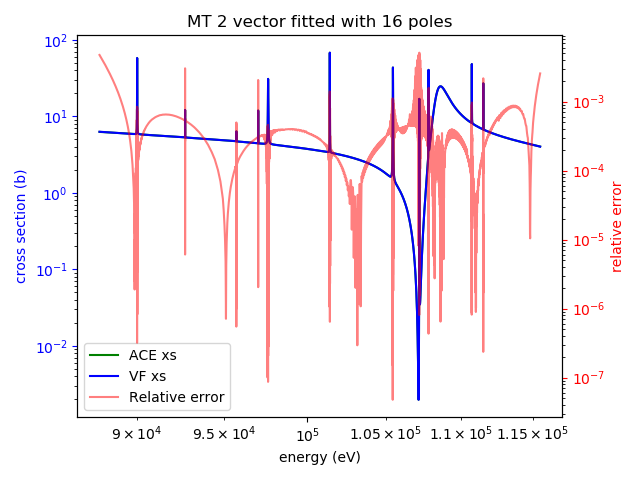 MT 2 vector fitted with 16 poles
10²
10¹
10⁰
10⁻¹
10⁻²
cross section (b)
10⁻³
10⁻⁴
10⁻⁵
10⁻⁶
10⁻⁷
relative error
ACE xs
VF xs
Relative error
9 × 10⁴ 9.5 × 10⁴ 10⁵ 1.05 × 10⁵ 1.1 × 10⁵ 1.15 × 10⁵
energy (eV)